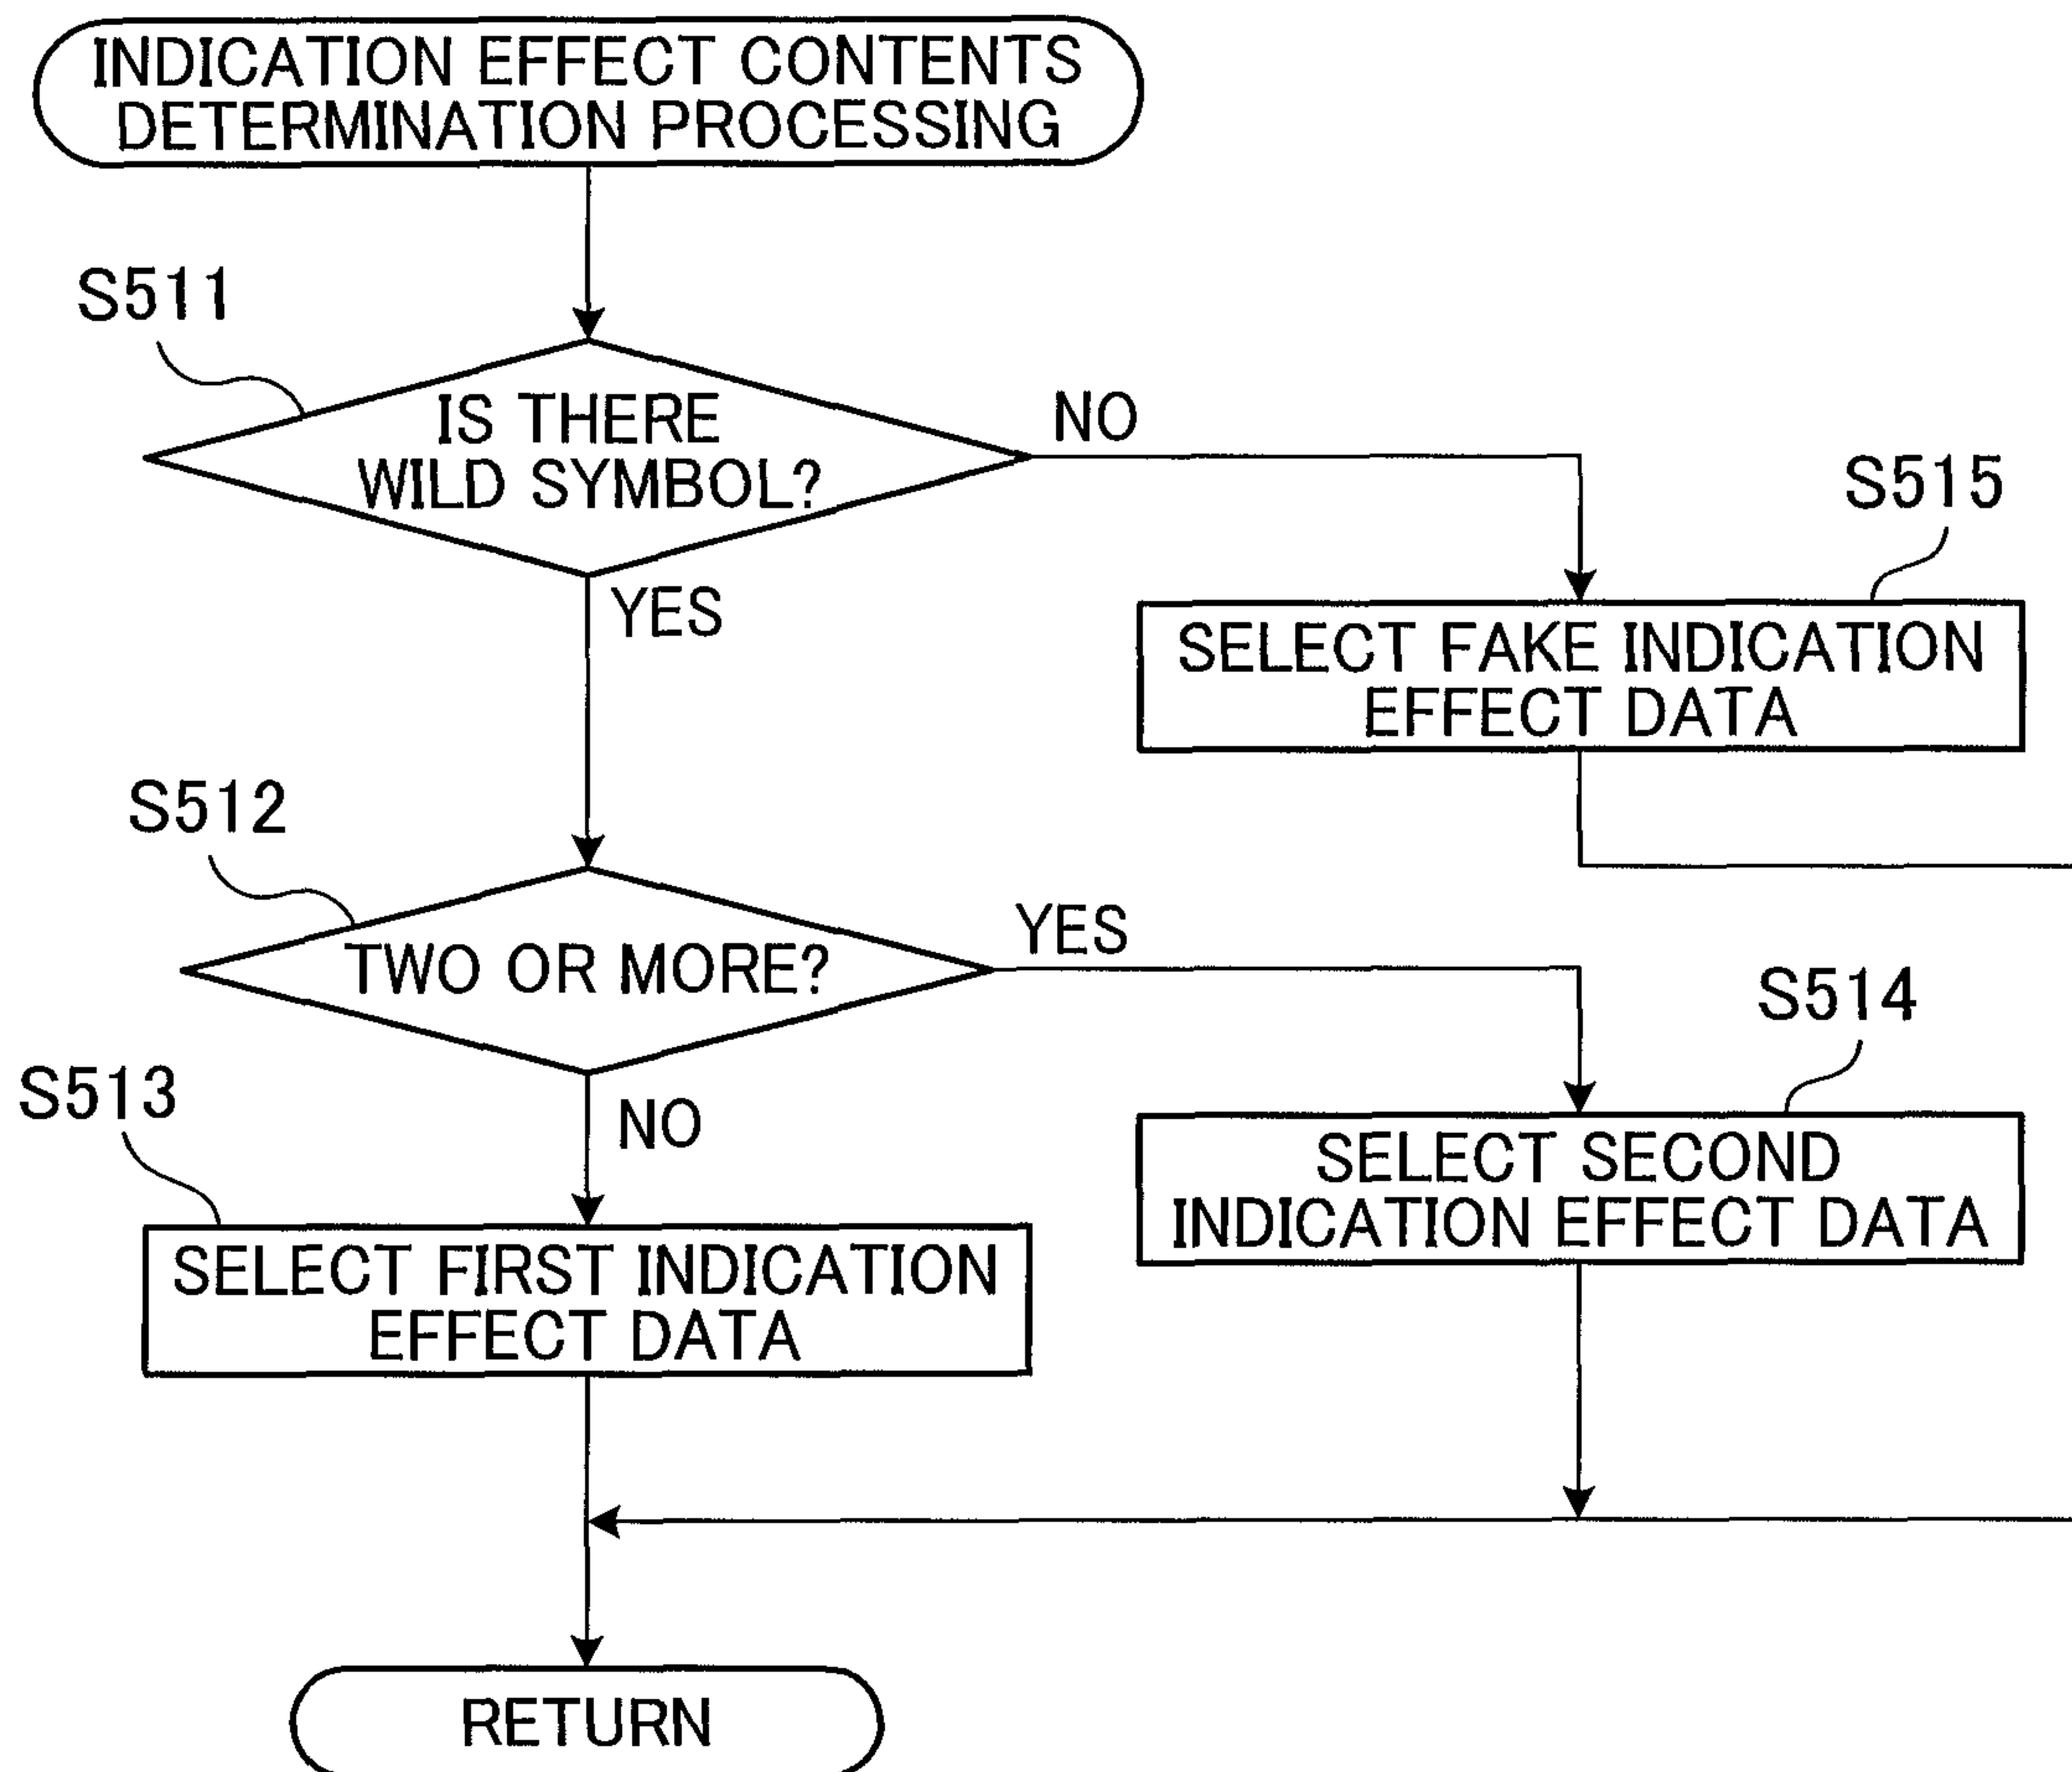 INDICATION EFFECT CONTENTS
DETERMINATION PROCESSING
S511
IS THERE
WILD SYMBOL?
NO
YES
S515
SELECT FAKE INDICATION
EFFECT DATA
S512
TWO OR MORE?
YES
NO
S514
SELECT SECOND
INDICATION EFFECT DATA
S513
SELECT FIRST INDICATION
EFFECT DATA
RETURN